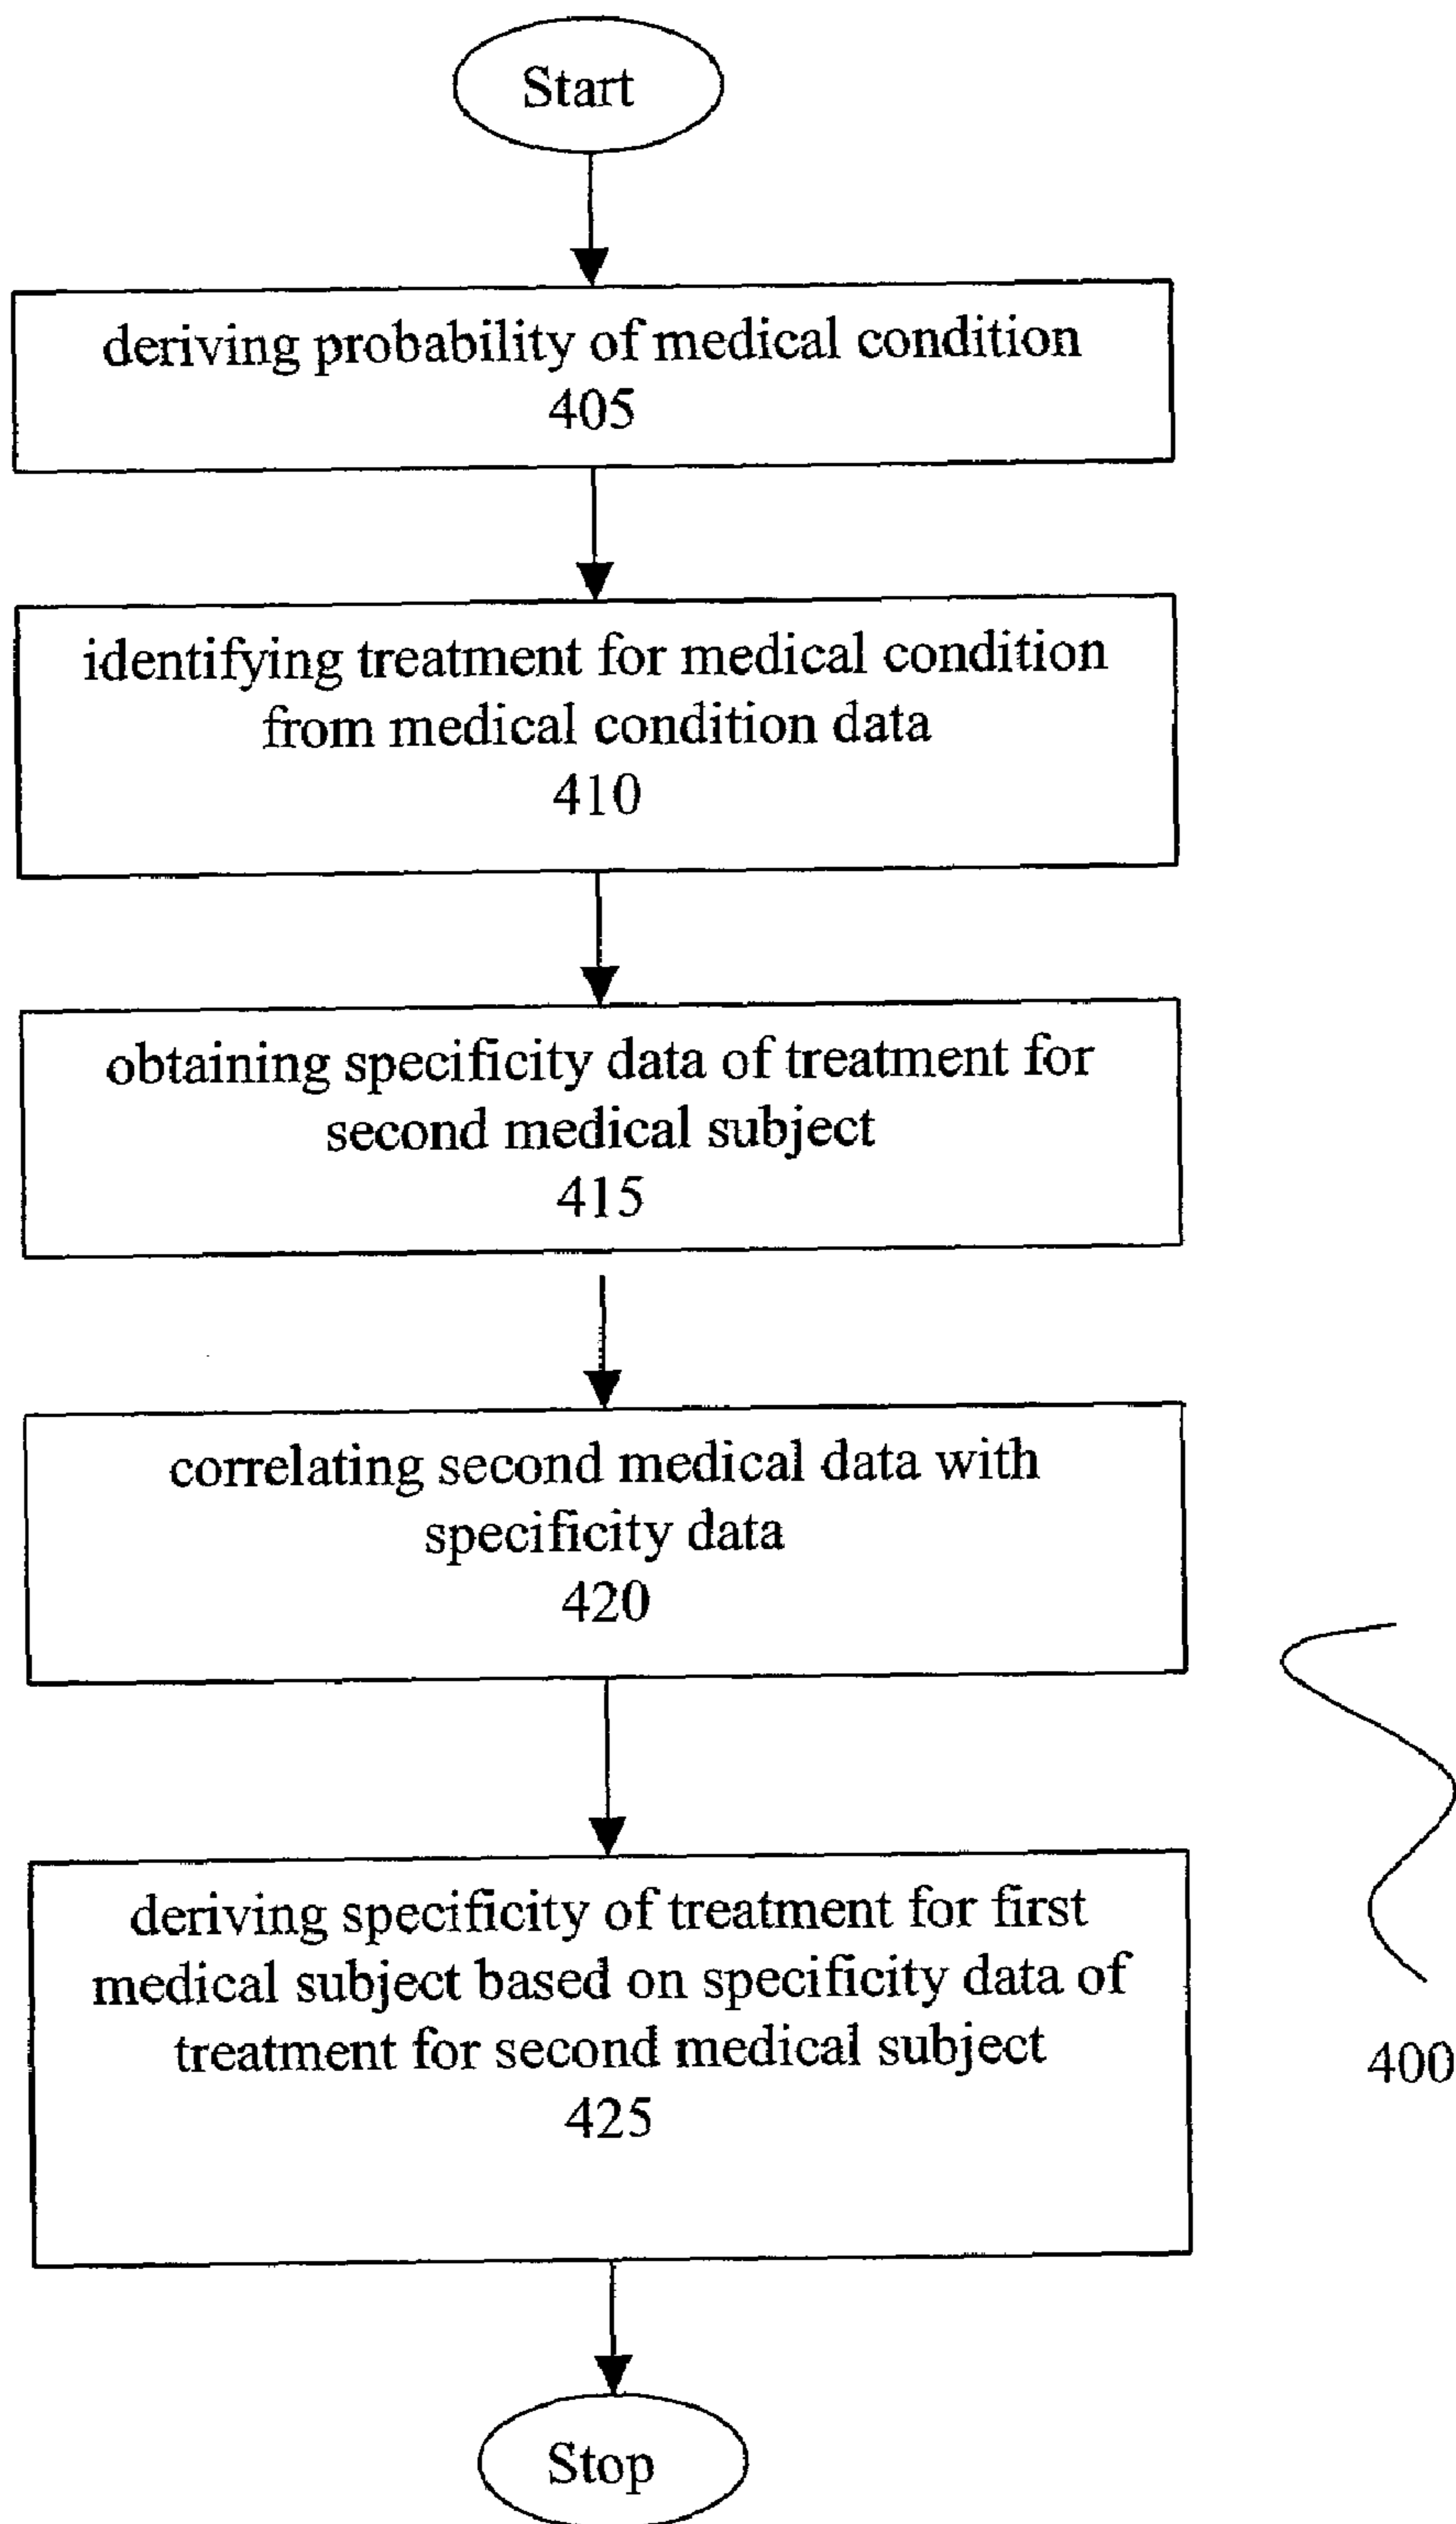 Start
deriving probability of medical condition
405
identifying treatment for medical condition
from medical condition data
410
obtaining specificity data of treatment for
second medical subject
415
correlating second medical data with
specificity data
420
deriving specificity of treatment for first
medical subject based on specificity data of
treatment for second medical subject
425
400
Stop